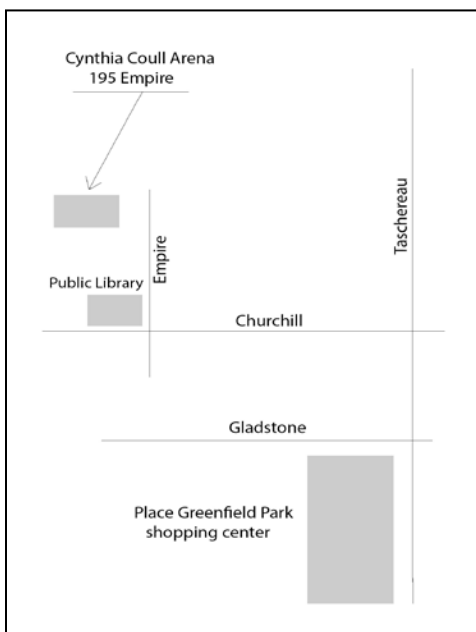 Cynthia Coull Arena
195 Empire
Taschereau
Empire
Public Library
Churchill
Gladstone
Place Greenfield Park
shopping center